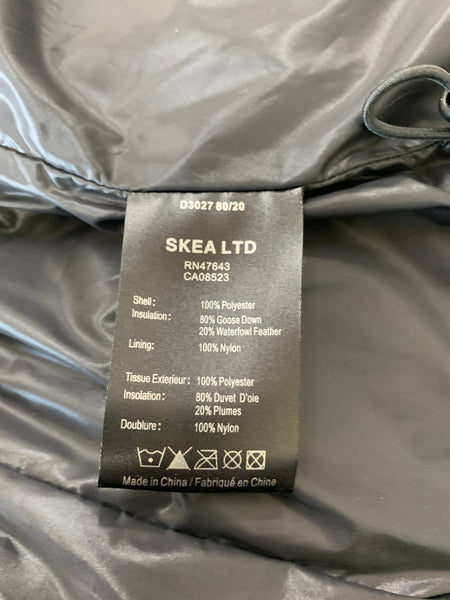 D3027 80/20
SKEA LTD
RN47643
CA08523
Shell: 100% Polyester
Insulation: 80% Goose Down
20% Waterfowl Feather
Lining: 100% Nylon
Tissue Exterieur: 100% Polyester
Insolation: 80% Duvet D'oie
20% Plumes
Doublure: 100% Nylon
Made in China / Fabriqué en Chine